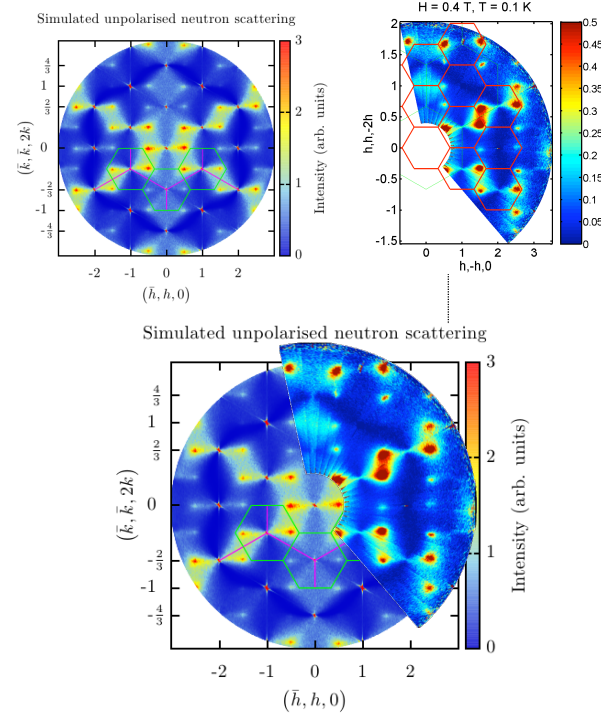 Simulated unpolarised neutron scattering
4/3
1
2/3
0
-2/3
-1
-4/3
(k̄, k̄, 2k)
-2 -1 0 1 2
(h̄, h, 0)
3
2
1
0
Intensity (arb. units)
H = 0.4 T, T = 0.1 K
2
1.5
1
0.5
0
-0.5
-1
-1.5
h,h,-2h
0 1 2 3
h,-h,0
0.5
0.45
0.4
0.35
0.3
0.25
0.2
0.15
0.1
0.05
0
Simulated unpolarised neutron scattering
4/3
1
2/3
0
-2/3
-1
-4/3
(k̄, k̄, 2k)
-2 -1 0 1 2
(h̄, h, 0)
3
2
1
0
Intensity (arb. units)